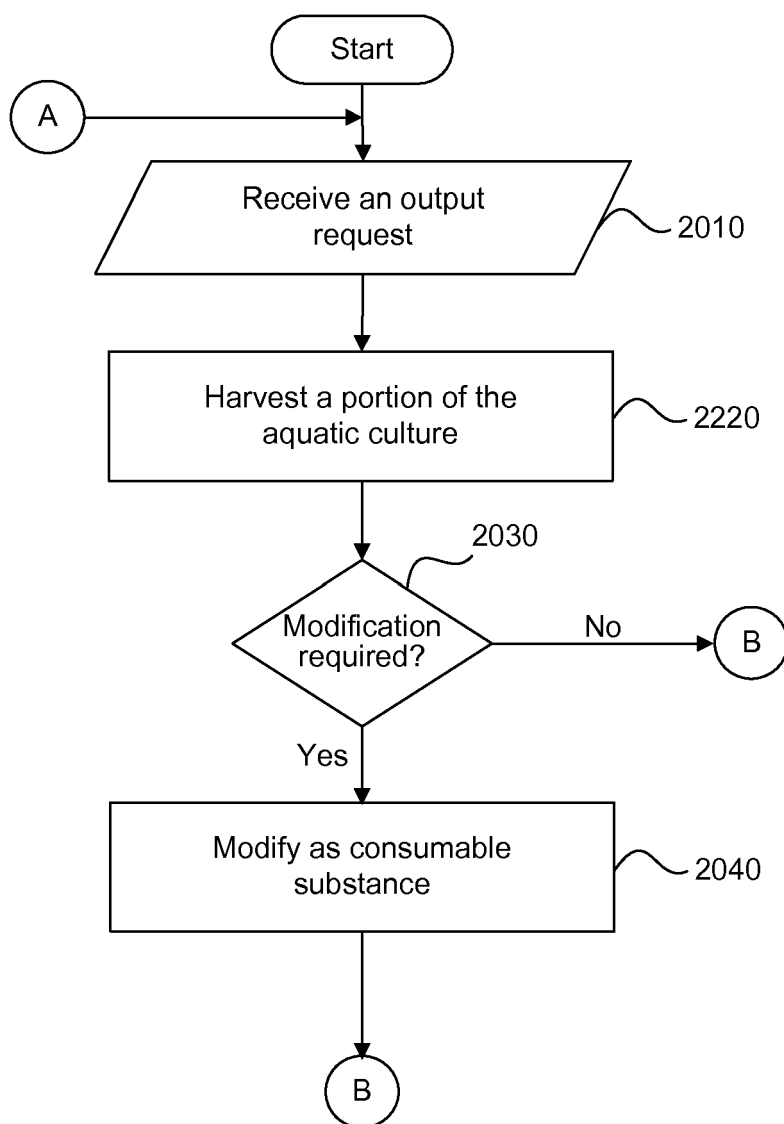 Start
A
Receive an output
request
2010
Harvest a portion of the
aquatic culture
2220
2030
Modification
required?
No
B
Yes
Modify as consumable
substance
2040
B